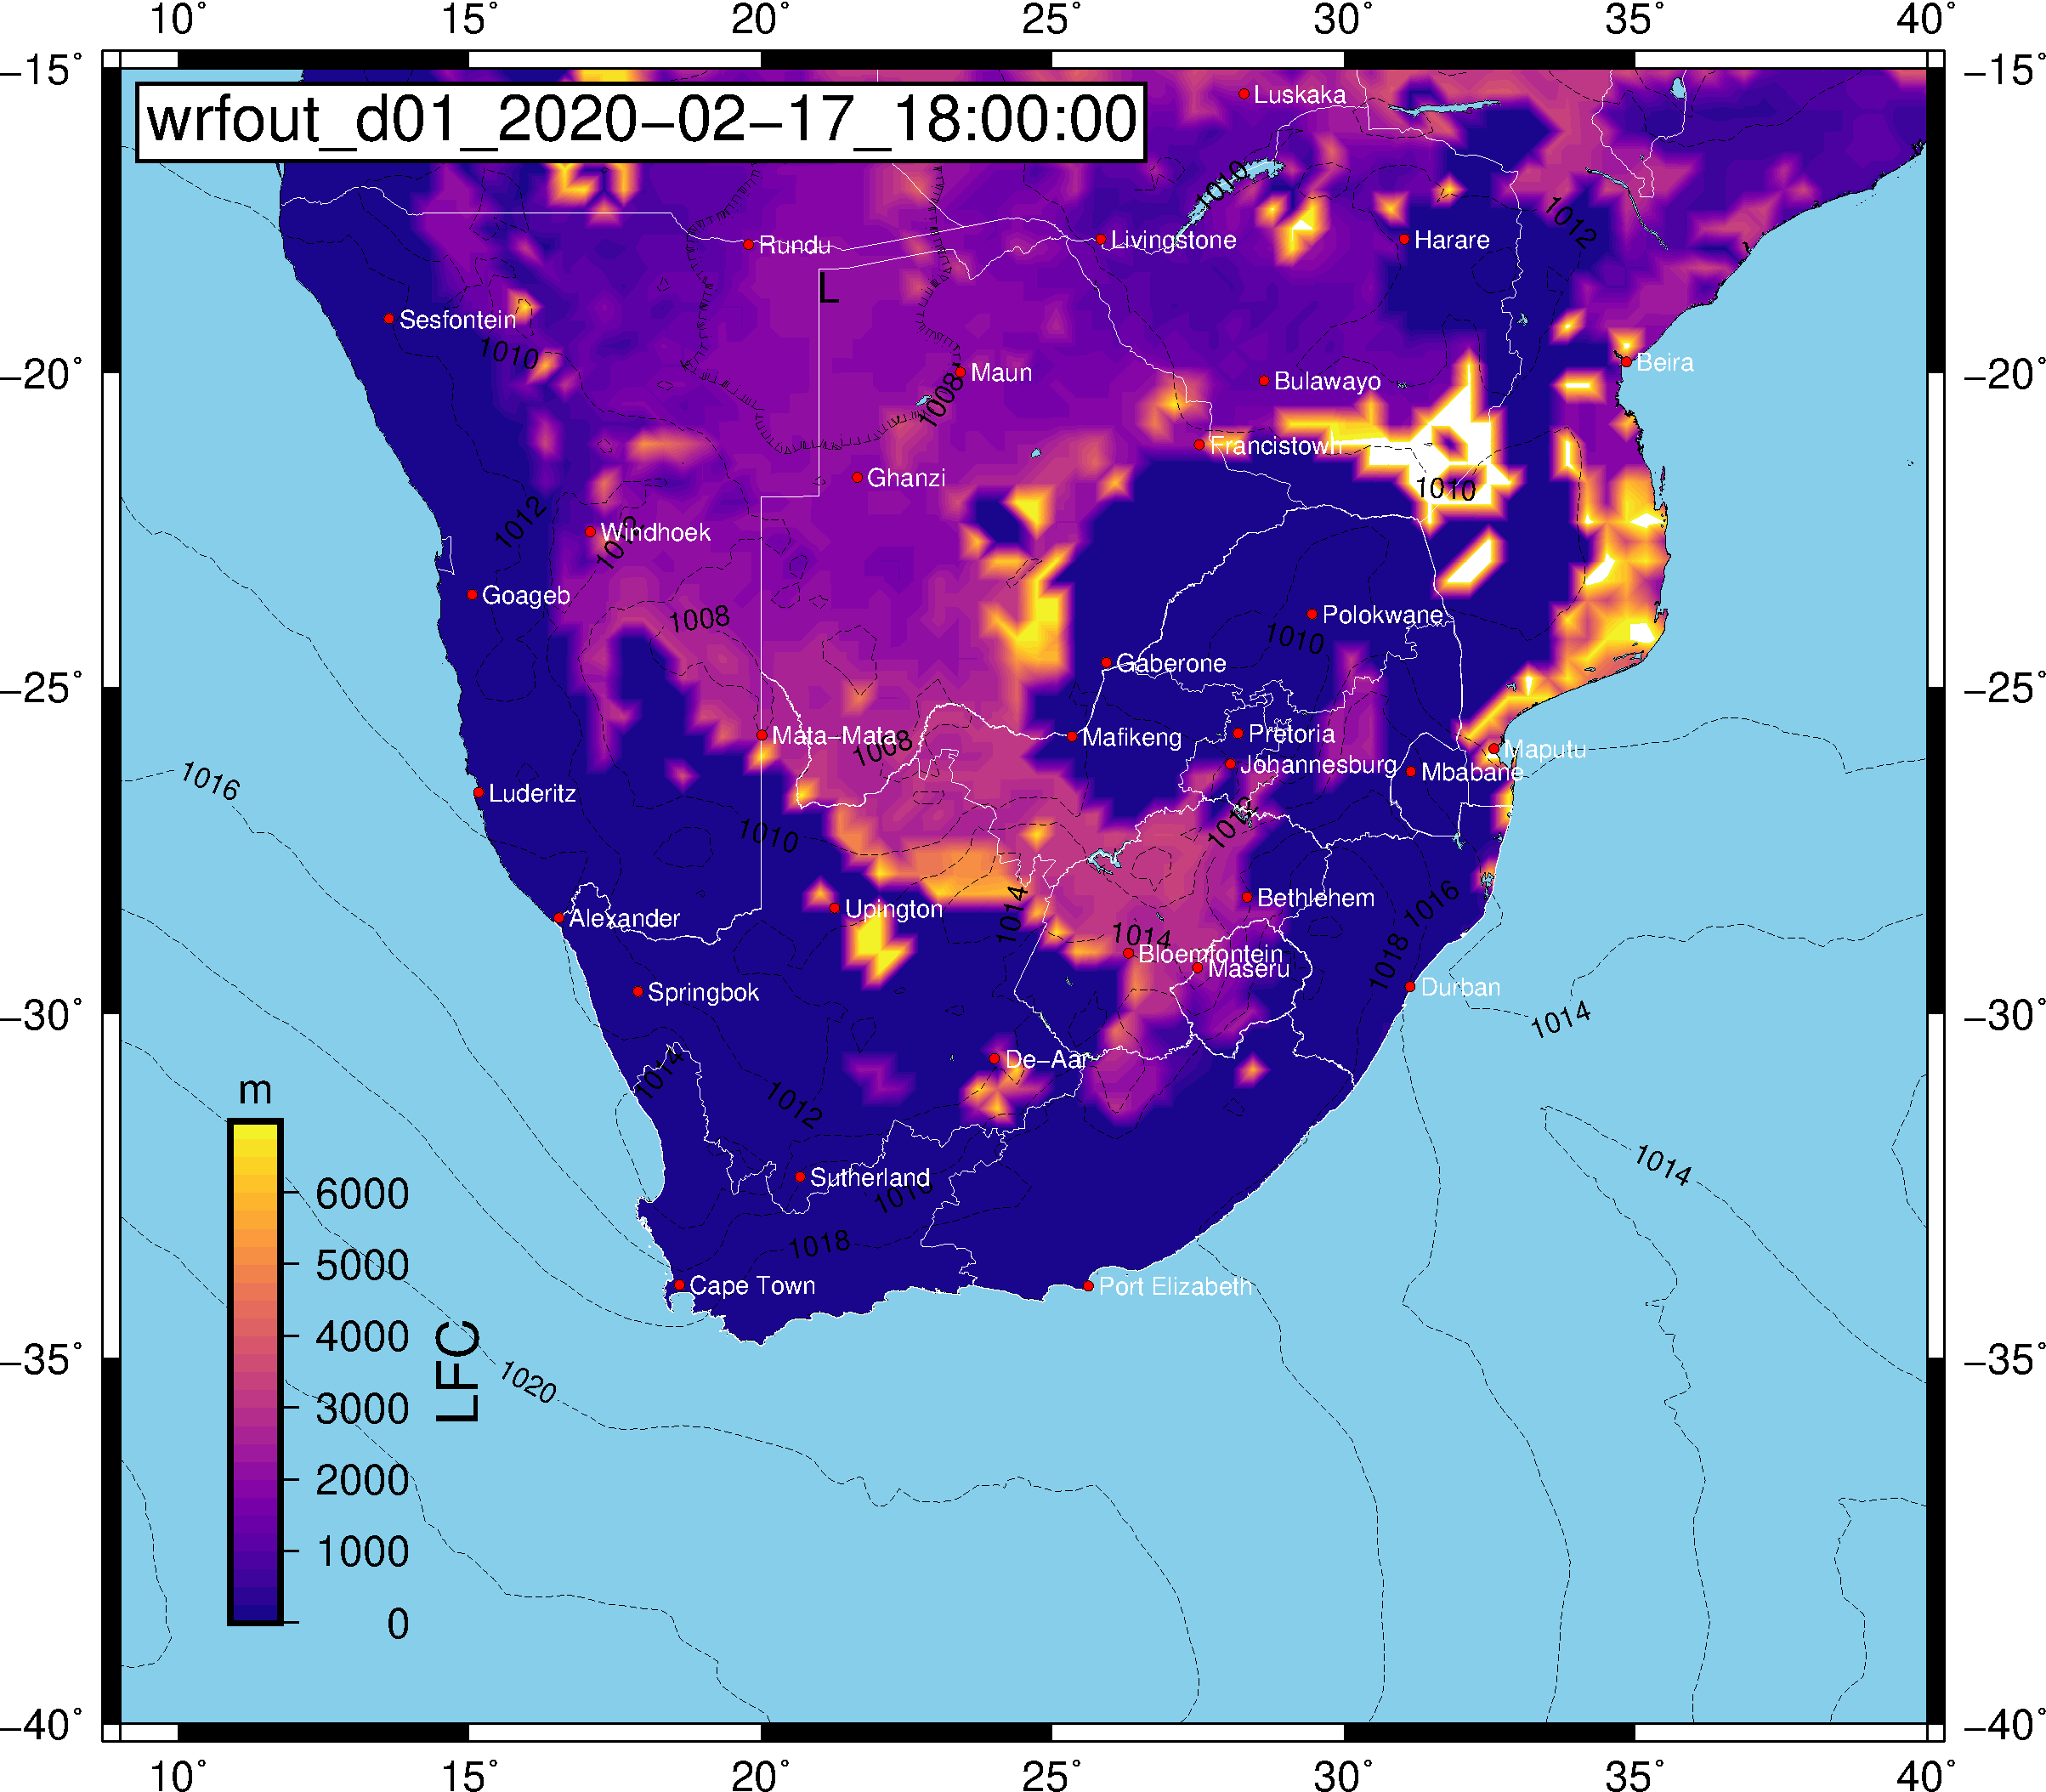 10° 15° 20° 25° 30° 35° 40°
−15° −15°
wrfout_d01_2020−02−17_18:00:00
Luskaka
1010
1012
Rundu
Livingstone
Harare
L
Sesfontein
1010
Beira
Maun
Bulawayo
−20° −20°
1008
Francistown
Ghanzi
1010
1012
Windhoek
1012
Goageb
1008
Polokwane
1010
Gaberone
−25° −25°
Mata−Mata
1008
Mafikeng
Pretoria
Maputu
Johannesburg
Mbabane
1016
Luderitz
1012
1010
Bethlehem
1016
1014
Upington
Alexander
1014
Bloemfontein
Maseru
1018
Durban
Springbok
−30° −30°
1014
De−Aar
1014
1012
m
1014
Sutherland
1016
6000
1018
5000
Cape Town
Port Elizabeth
4000
LFC
−35° −35°
1020
3000
2000
1000
0
−40° −40°
10° 15° 20° 25° 30° 35° 40°